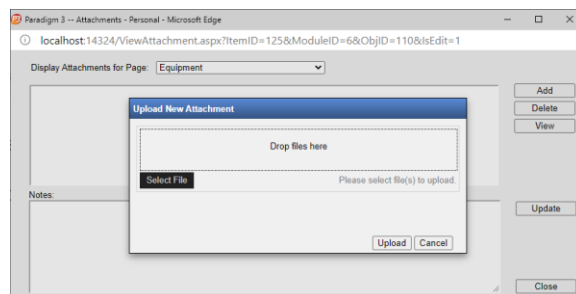 Paradigm 3 -- Attachments - Personal - Microsoft Edge
localhost:14324/ViewAttachment.aspx?ItemID=125&ModuleID=6&ObjID=110&IsEdit=1
Display Attachments for Page: Equipment
Add
Delete
View
Upload New Attachment
Drop files here
Select File Please select file(s) to upload.
Notes:
Update
Upload Cancel
Close